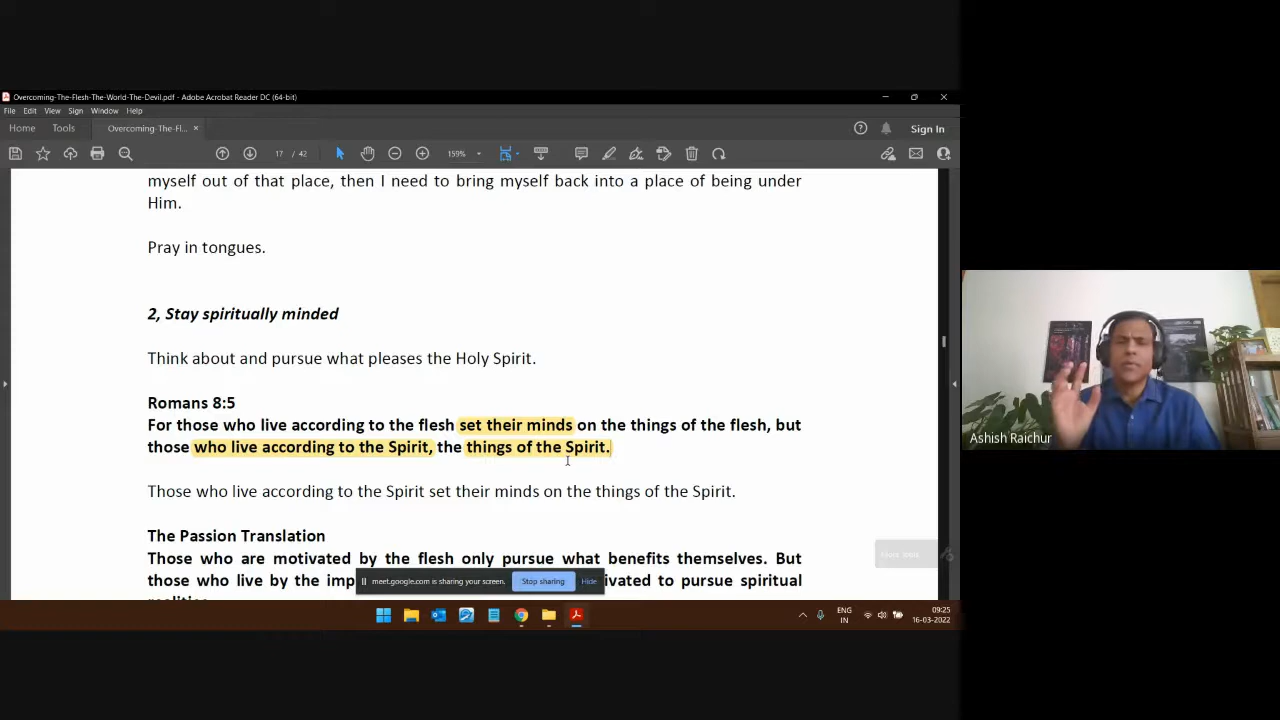 Overcoming-The-Flesh-The-World-The-Devil.pdf - Adobe Acrobat Reader DC (64-bit)
File Edit View Sign Window Help
Home Tools Overcoming-The-Fl... × Sign In
17 / 42 159%
myself out of that place, then I need to bring myself back into a place of being under
Him.
Pray in tongues.
2, Stay spiritually minded
Think about and pursue what pleases the Holy Spirit.
Romans 8:5
For those who live according to the flesh set their minds on the things of the flesh, but
those who live according to the Spirit, the things of the Spirit.
Those who live according to the Spirit set their minds on the things of the Spirit.
The Passion Translation
Those who are motivated by the flesh only pursue what benefits themselves. But
those who live by the imp
ivated to pursue spiritual
meet.google.com is sharing your screen. Stop sharing Hide
More Tools
ENG
IN
09:25
16-03-2022
Ashish Raichur